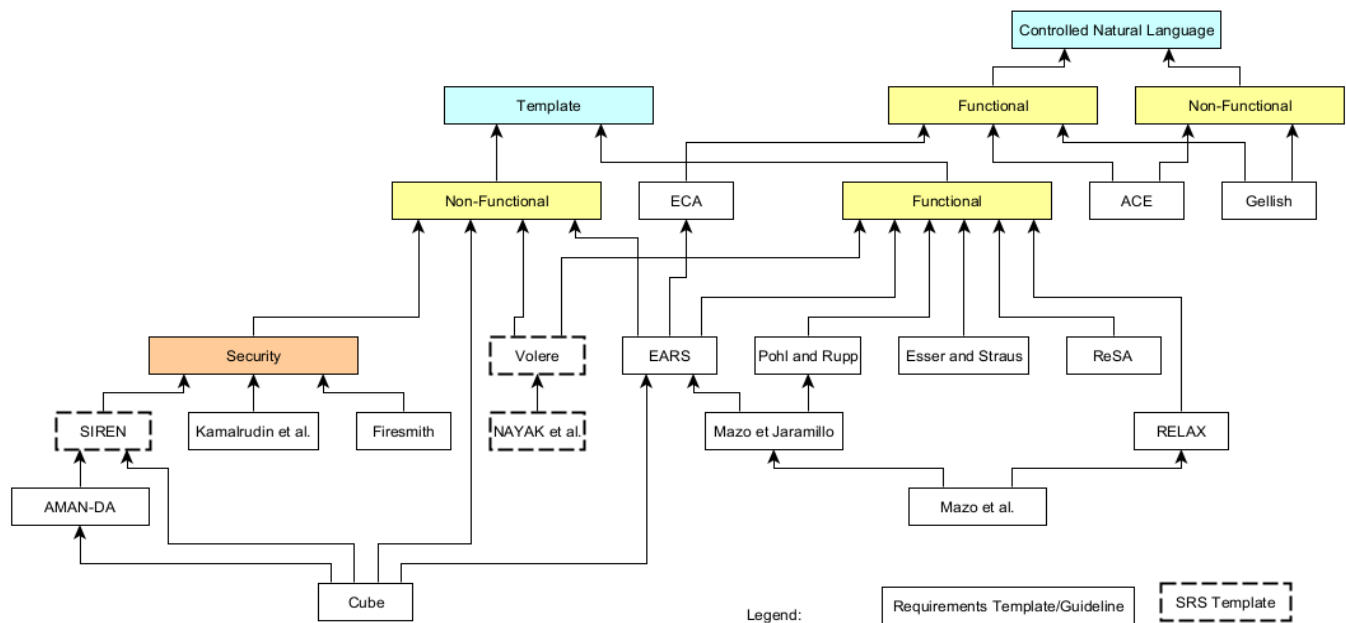 Controlled Natural Language
Template
Functional
Non-Functional
Non-Functional
ECA
Functional
ACE
Gellish
Security
Volere
EARS
Pohl and Rupp
Esser and Straus
ReSA
SIREN
Kamalrudin et al.
Firesmith
NAYAK et al.
Mazo et Jaramillo
RELAX
AMAN-DA
Mazo et al.
Cube
Legend:
Requirements Template/Guideline
SRS Template